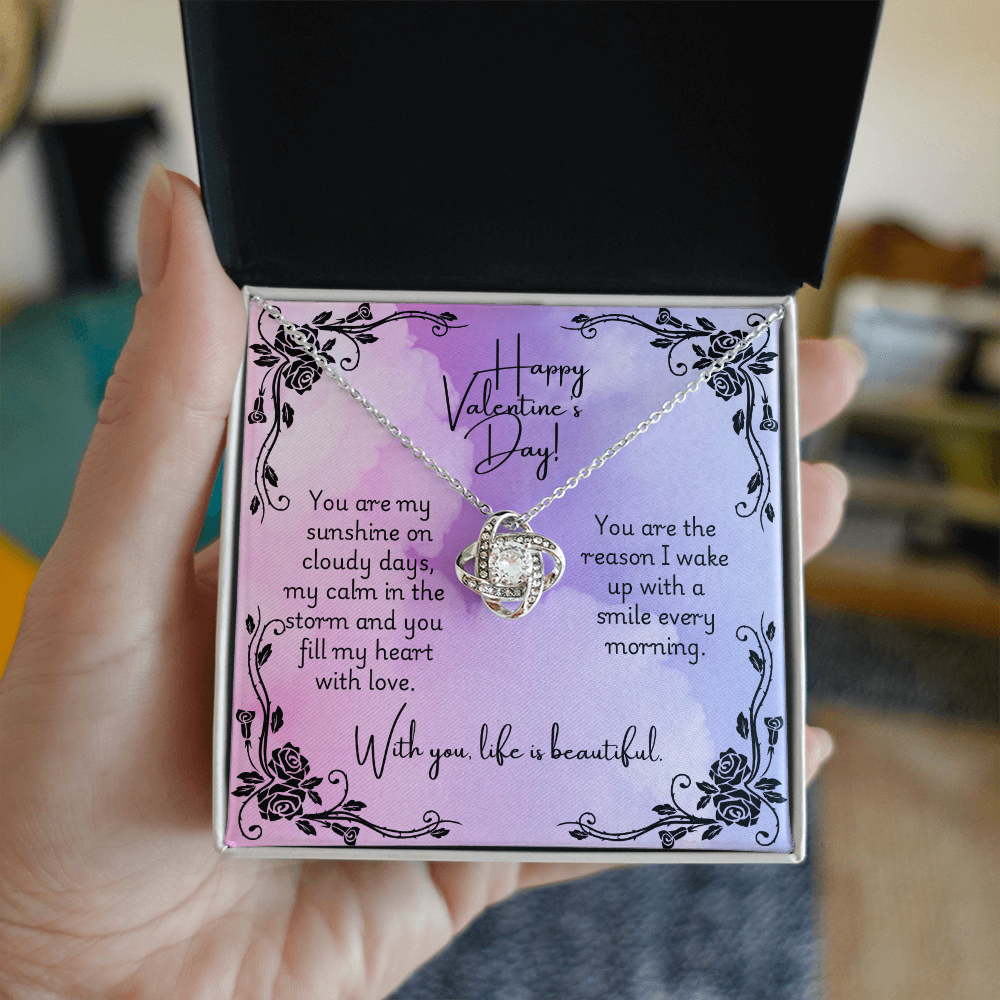 Happy
Valentine's
Day!
You are my
sunshine on
cloudy days,
my calm in the
storm and you
fill my heart
with love.
You are the
reason I wake
up with a
smile every
morning.
With you, life is beautiful.